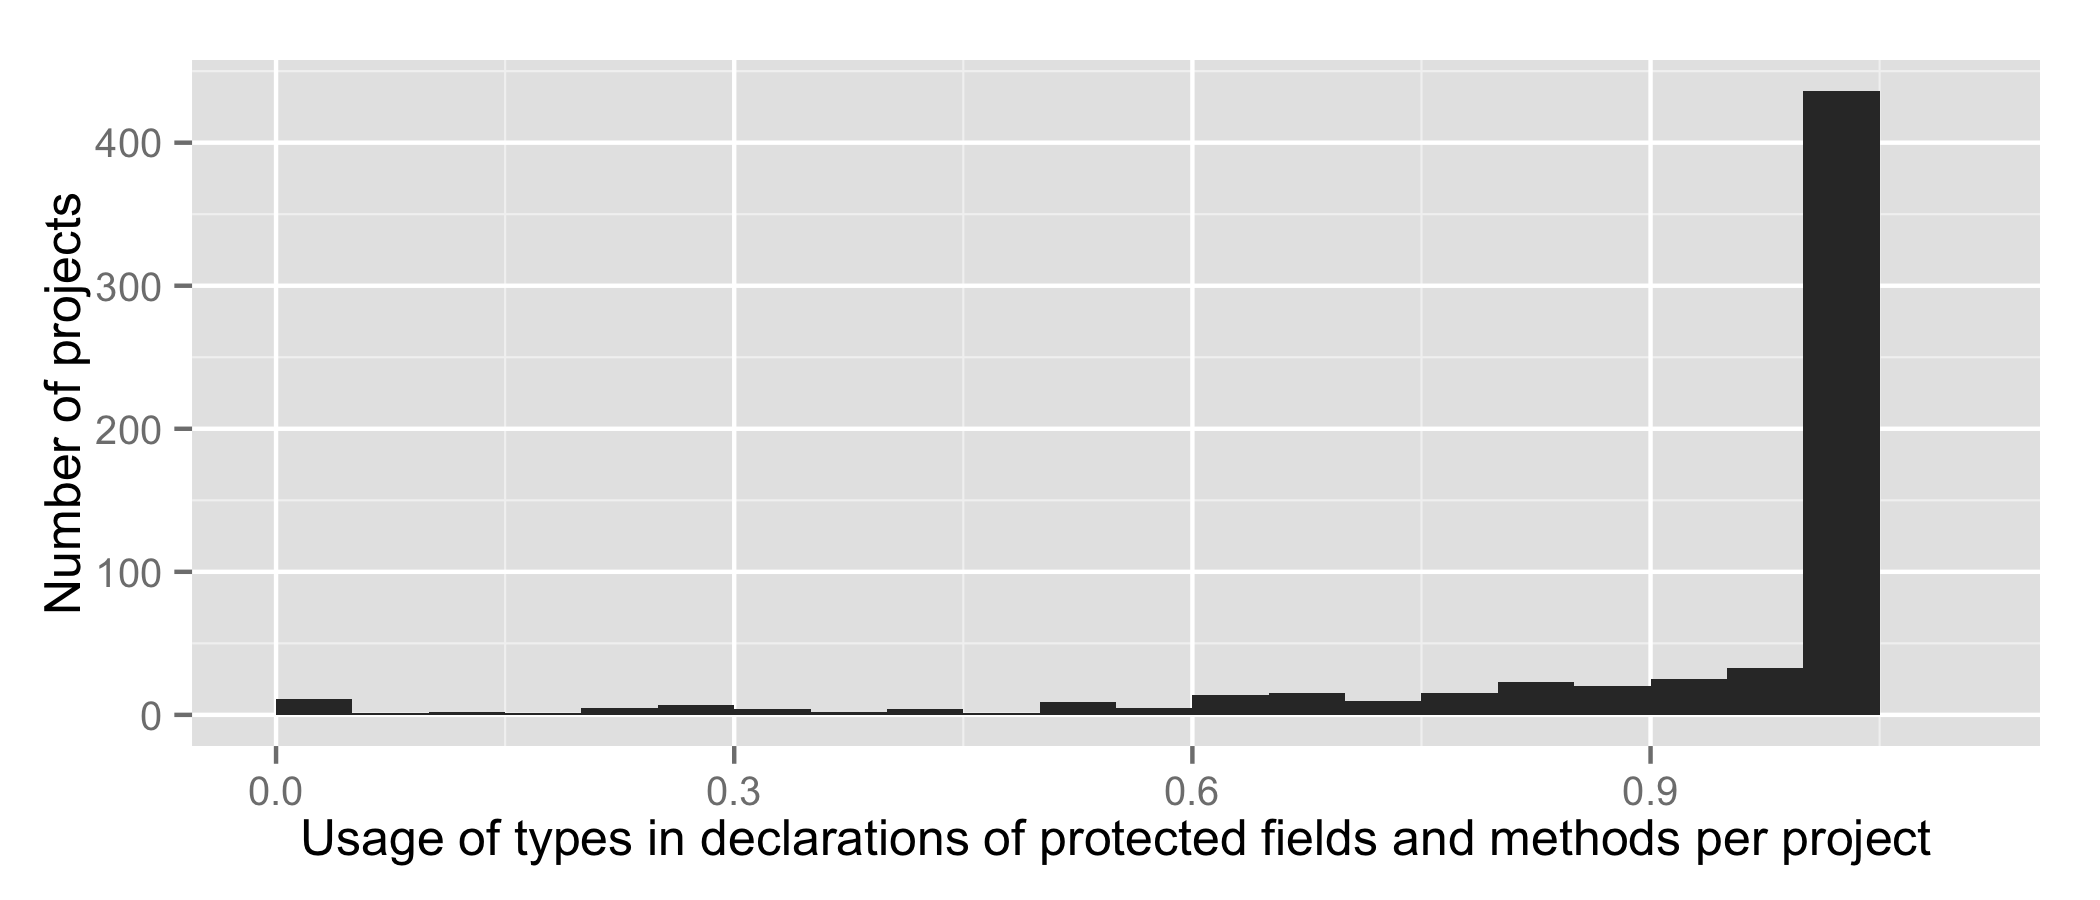 Number of projects
400
300
200
100
0
0.0 0.3 0.6 0.9
Usage of types in declarations of protected fields and methods per project